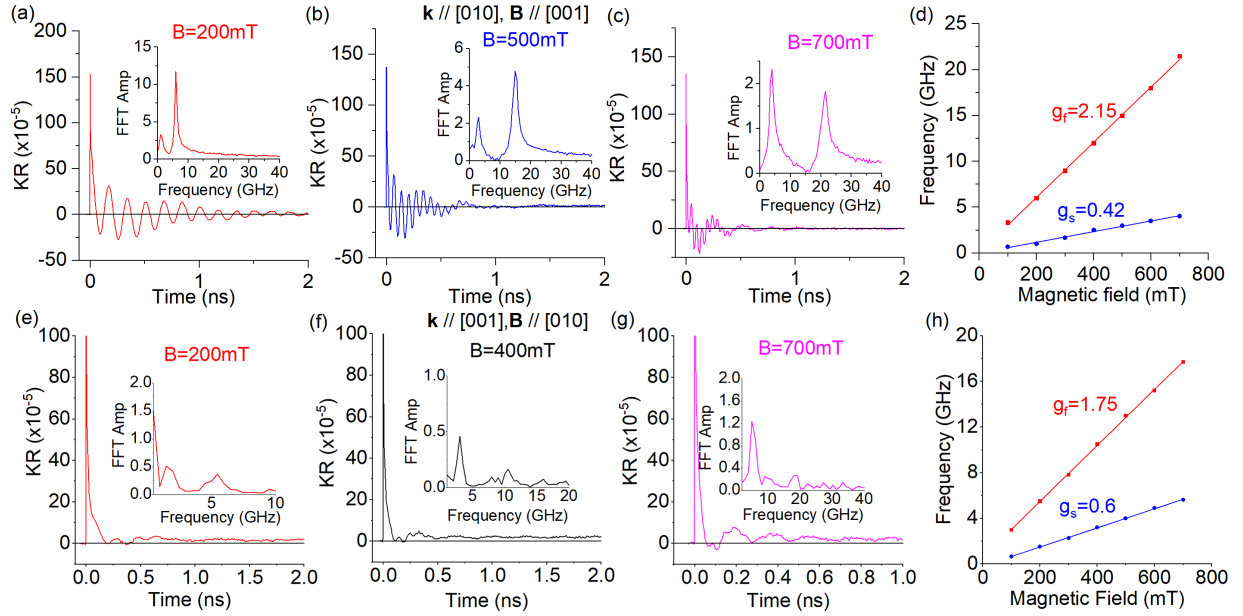 (a)
B=200mT
KR (x10⁻⁵)
200
150
100
50
0
-50
0
1
2
Time (ns)
FFT Amp
15
10
5
0
0 10 20 30 40
Frequency (GHz)
(b)
k // [010], B // [001]
B=500mT
KR (x10⁻⁵)
150
100
50
0
-50
0
1
2
Time (ns)
FFT Amp
6
4
2
0
0 10 20 30 40
Frequency (GHz)
(c)
B=700mT
KR (x10⁻⁵)
175
150
125
100
75
50
25
0
-25
0
1
2
Time (ns)
FFT Amp
2
1
0
0 10 20 30 40
Frequency (GHz)
(d)
Frequency (GHz)
25
20
15
10
5
0
gf=2.15
gs=0.42
0 200 400 600 800
Magnetic field (mT)
(e)
B=200mT
KR (x10⁻⁵)
100
80
60
40
20
0
0.0 0.5 1.0 1.5 2.0
Time (ns)
FFT Amp
2.0
1.5
1.0
0.5
0.0
5 10
Frequency (GHz)
(f)
k // [001],B // [010]
B=400mT
KR (x10⁻⁵)
100
80
60
40
20
0
0.0 0.5 1.0 1.5 2.0
Time (ns)
FFT Amp
1.0
0.5
0.0
5 10 15 20
Frequency (GHz)
(g)
B=700mT
KR (x10⁻⁵)
100
80
60
40
20
0
0.0 0.2 0.4 0.6 0.8 1.0
Time (ns)
FFT Amp
2.0
1.6
1.2
0.8
0.4
0.0
10 20 30 40
Frequency (GHz)
(h)
Frequency (GHz)
20
16
12
8
4
0
gf=1.75
gs=0.6
0 200 400 600 800
Magnetic Field (mT)